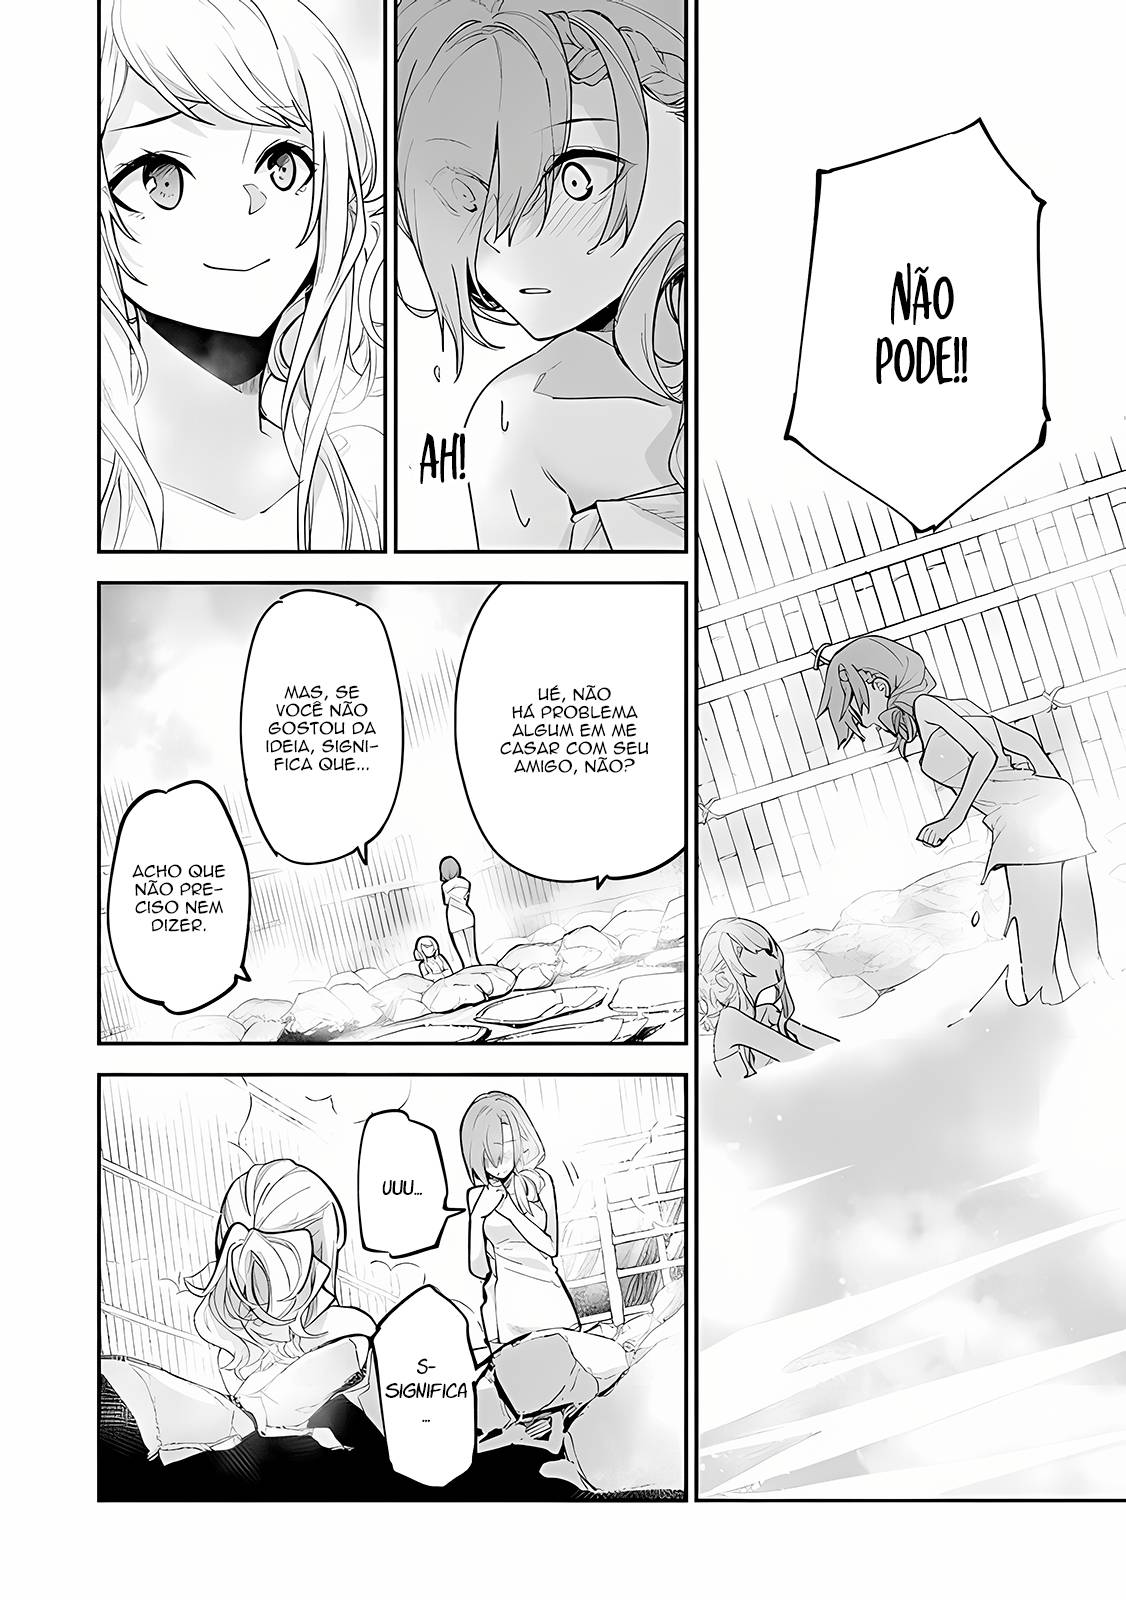 NÃO
PODE!!
AH!
UÉ, NÃO
HÁ PROBLEMA
ALGUM EM ME
CASAR COM SEU
AMIGO, NÃO?
MAS, SE
VOCÊ NÃO
GOSTOU DA
IDEIA, SIGNI-
FICA QUE...
ACHO QUE
NÃO PRE-
CISO NEM
DIZER.
UUU...
S-
SIGNIFICA
...